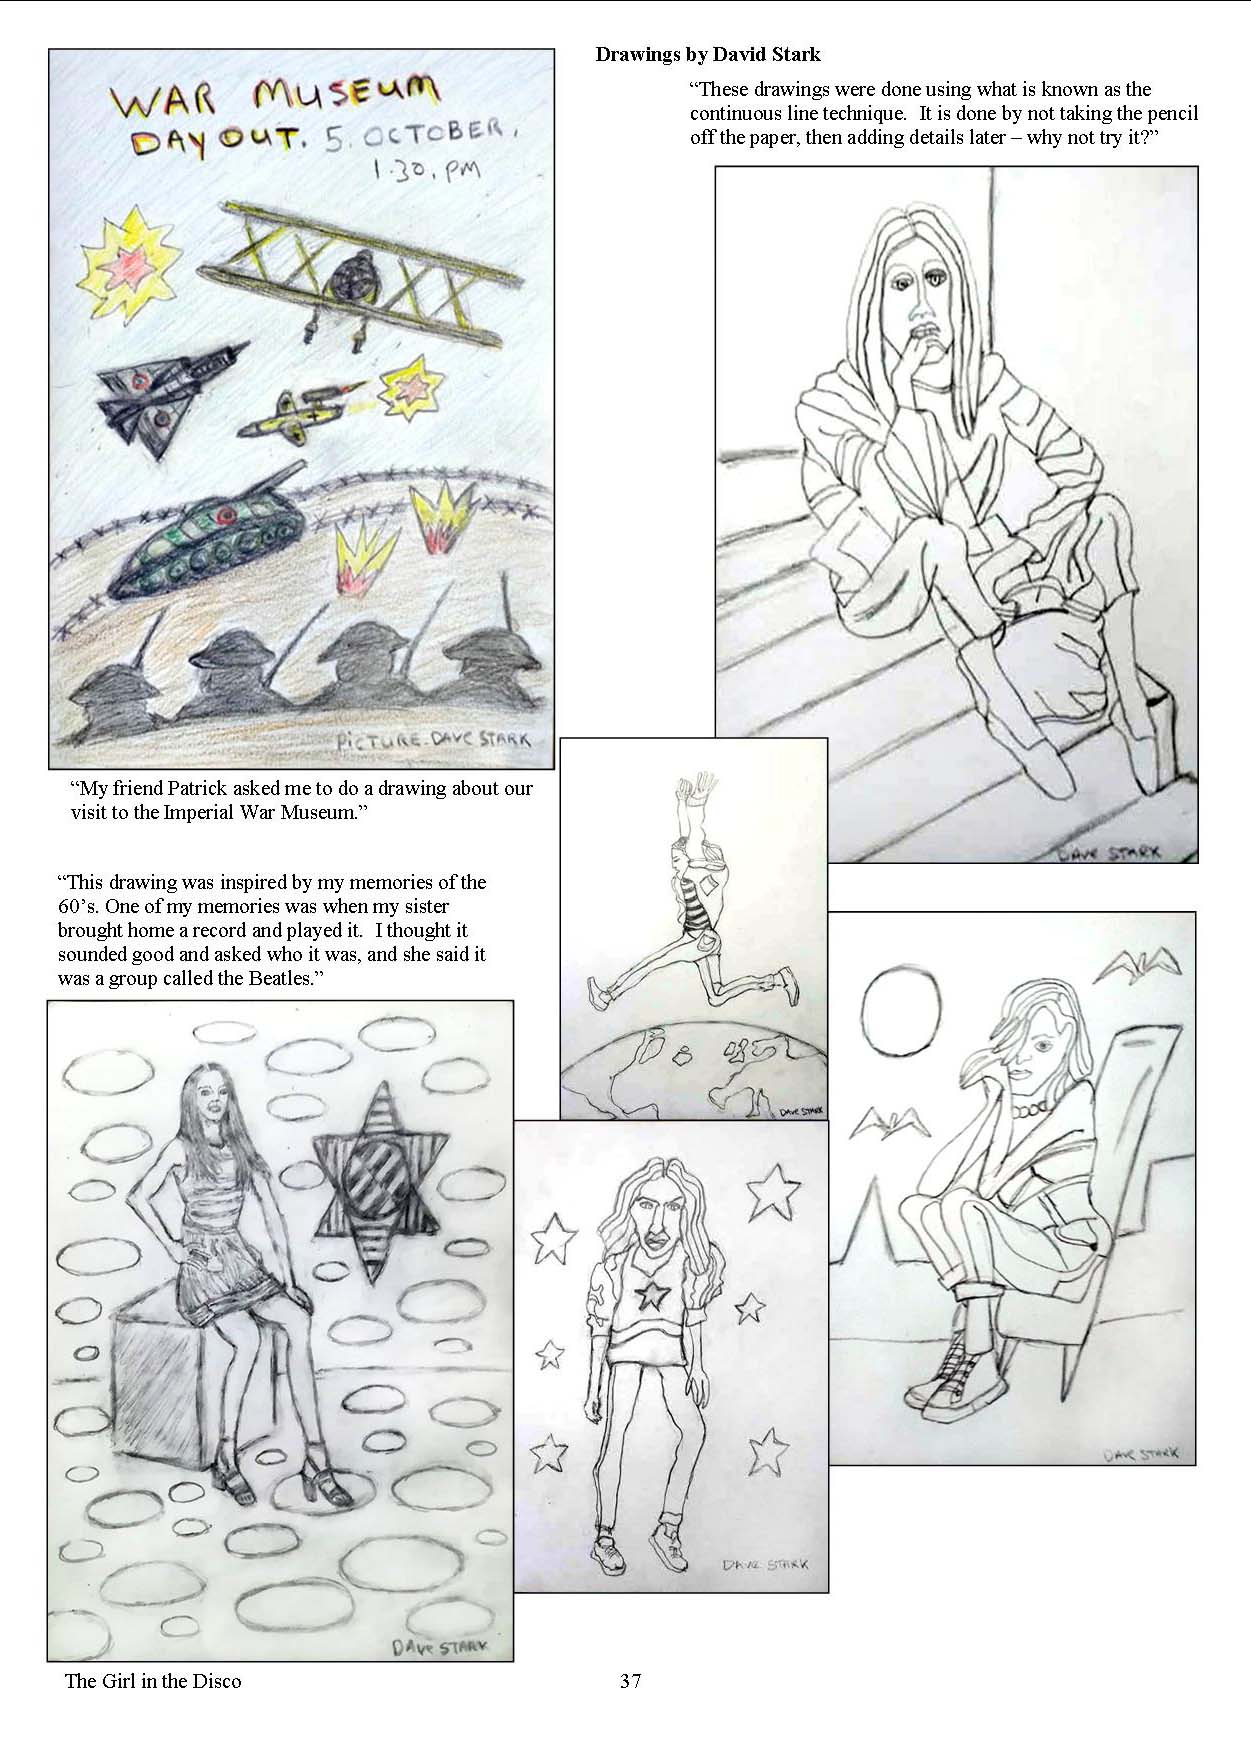 WAR MUSEUM
DAY OUT. 5. OCTOBER.
1.30. PM
PICTURE. DAVE STARK
“My friend Patrick asked me to do a drawing about our
visit to the Imperial War Museum.”
Drawings by David Stark
“These drawings were done using what is known as the
continuous line technique.  It is done by not taking the pencil
off the paper, then adding details later – why not try it?”
DAVE STARK
“This drawing was inspired by my memories of the
60’s. One of my memories was when my sister
brought home a record and played it.  I thought it
sounded good and asked who it was, and she said it
was a group called the Beatles.”
DAVE STARK
DAVE STARK
DAVE STARK
DAVE STARK
The Girl in the Disco
37